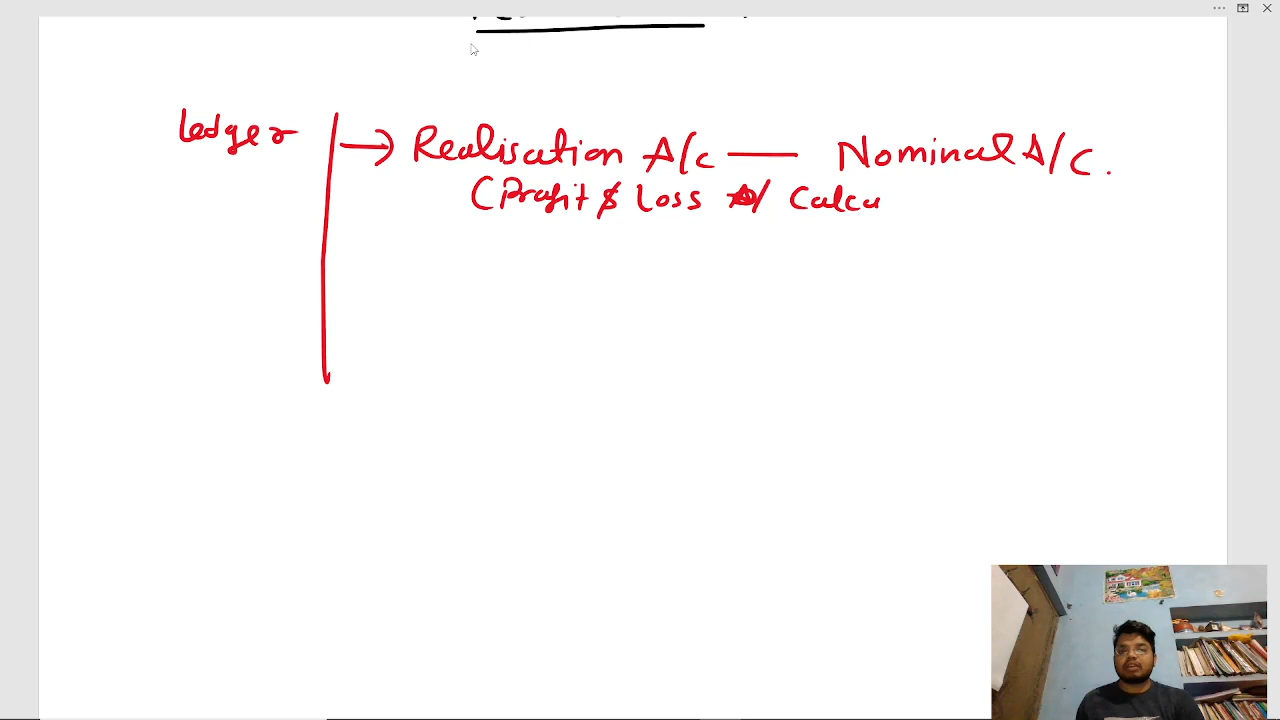 Ledger
Realisation A/c — Nominal A/c.
(Profit & Loss Calcu